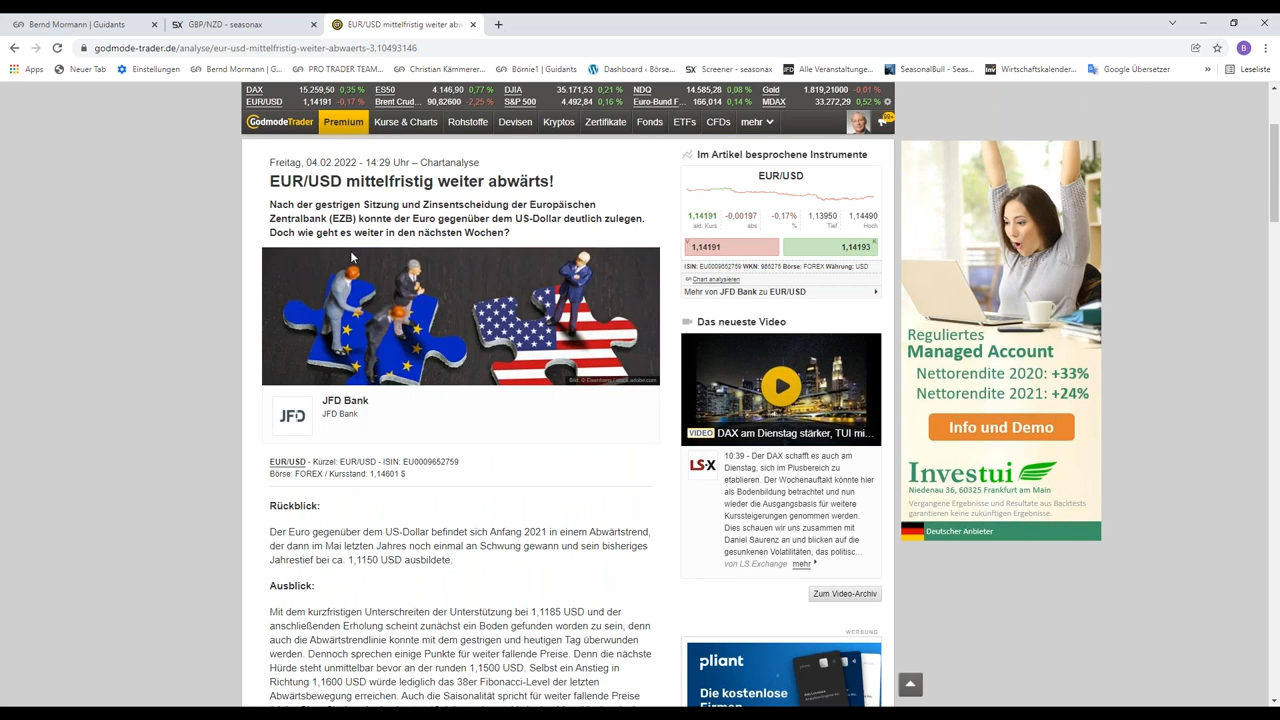 Bernd Mormann | Guidants
GBP/NZD - seasonax
EUR/USD mittelfristig weiter abw
godmode-trader.de/analyse/eur-usd-mittelfristig-weiter-abwaerts-3.10493146
Apps
Neuer Tab
Einstellungen
Bernd Mormann | G...
PRO TRADER TEAM...
Christian Kämmerer...
Börnie1 | Guidants
Dashboard ‹ Börse...
Screener - seasonax
Alle Veranstaltunge...
SeasonalBull - Seas...
Wirtschaftskalender...
Google Übersetzer
»
Leseliste
DAX 15.259,50 0,35 % ES50 4.146,90 0,77 % DJIA 35.171,53 0,21 % NDQ 14.585,28 0,08 % Gold 1.819,21000 -0,01 %
EUR/USD 1,14191 -0,17% Brent Crud... 90,82600 -2,25 % S&P 500 4.492,84 0,16 % Euro-Bund F... 166,014 0,14 % MDAX 33.272,29 0,52 %
GodmodeTrader Premium Kurse & Charts Rohstoffe Devisen Kryptos Zertifikate Fonds ETFs CFDs mehr
99+
Freitag, 04.02.2022 - 14:29 Uhr – Chartanalyse
EUR/USD mittelfristig weiter abwärts!
Nach der gestrigen Sitzung und Zinsentscheidung der Europäischen
Zentralbank (EZB) konnte der Euro gegenüber dem US-Dollar deutlich zulegen.
Doch wie geht es weiter in den nächsten Wochen?
Bild: © Eisenhans / stock.adobe.com
JFD
JFD Bank
JFD Bank
EUR/USD - Kürzel: EUR/USD - ISIN: EU0009652759
Börse: FOREX / Kursstand: 1,14601 $
Rückblick:
Der Euro gegenüber dem US-Dollar befindet sich Anfang 2021 in einem Abwärtstrend,
der dann im Mai letzten Jahres noch einmal an Schwung gewann und sein bisheriges
Jahrestief bei ca. 1,1150 USD ausbildete.
Ausblick:
Mit dem kurzfristigen Unterschreiten der Unterstützung bei 1,1185 USD und der
anschließenden Erholung scheint zunächst ein Boden gefunden worden zu sein, denn
auch die Abwärtstrendlinie konnte mit dem gestrigen und heutigen Tag überwunden
werden. Dennoch sprechen einige Punkte für weiter fallende Preise. Denn die nächste
Hürde steht unmittelbar bevor an der runden 1,1500 USD. Selbst ein Anstieg in
Richtung 1,1600 USD würde lediglich das 38er Fibonacci-Level der letzten
Abwärtsbewegung erreichen. Auch die Saisonalität spricht für weiter fallende Preise
Im Artikel besprochene Instrumente
EUR/USD
1,14191 -0,00197 -0,17% 1,13950 1,14490
akt. Kurs abs % Tief Hoch
V 1,14191 1,14193 K
ISIN: EU0009652759 WKN: 965275 Börse: FOREX Währung: USD
Chart analysieren
Mehr von JFD Bank zu EUR/USD
Das neueste Video
VIDEO DAX am Dienstag stärker, TUI mi...
LS-X
10:39 - Der DAX schafft es auch am
Dienstag, sich im Plusbereich zu
etablieren. Der Wochenauftakt könnte hier
als Bodenbildung betrachtet und nun
wieder die Ausgangsbasis für weitere
Kurssteigerungen genommen werden.
Dies schauen wir uns zusammen mit
Daniel Saurenz an und blicken auf die
gesunkenen Volatilitäten, das politisc...
von LS Exchange mehr
Zum Video-Archiv
WERBUNG
pliant
Die kostenlose
Firmen
Reguliertes
Managed Account
Nettorendite 2020: +33%
Nettorendite 2021: +24%
Info und Demo
Investui
Niedenau 36, 60325 Frankfurt am Main
Vergangene Ergebnisse und Resultate aus Backtests
garantieren keine zukünftigen Ergebnisse.
Deutscher Anbieter